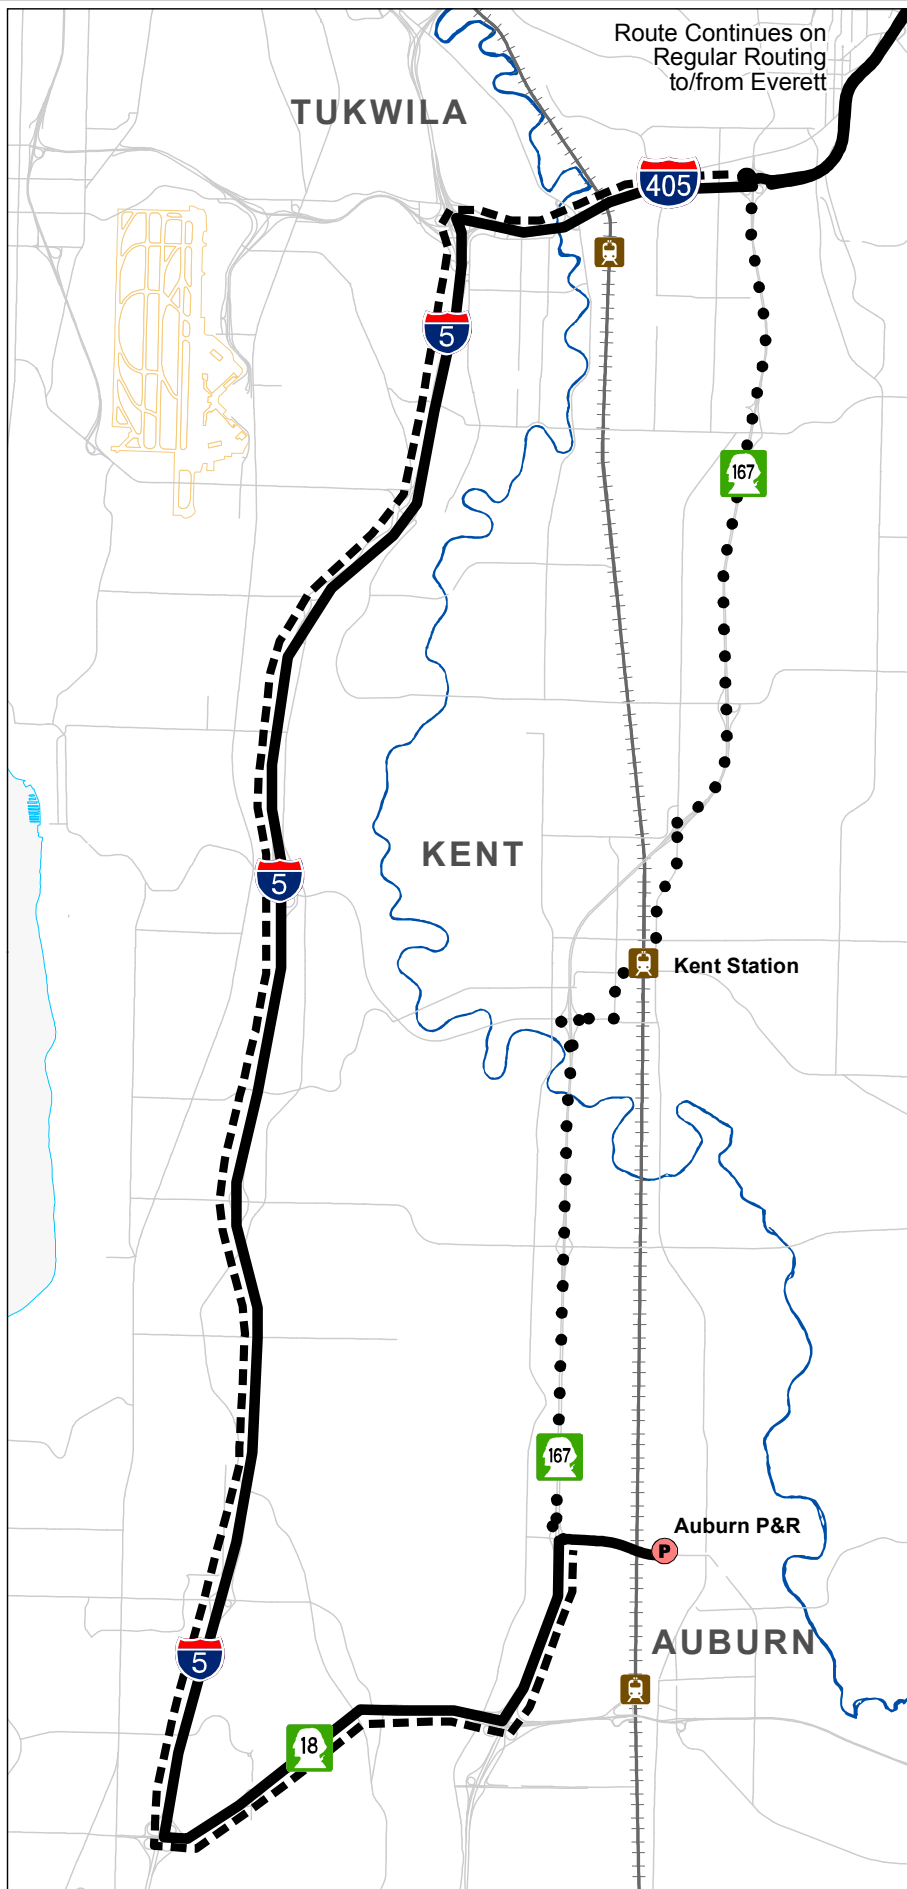 Route Continues on
Regular Routing
to/from Everett
TUKWILA
405
5
167
KENT
5
Kent Station
167
Auburn P&R
P
AUBURN
5
18